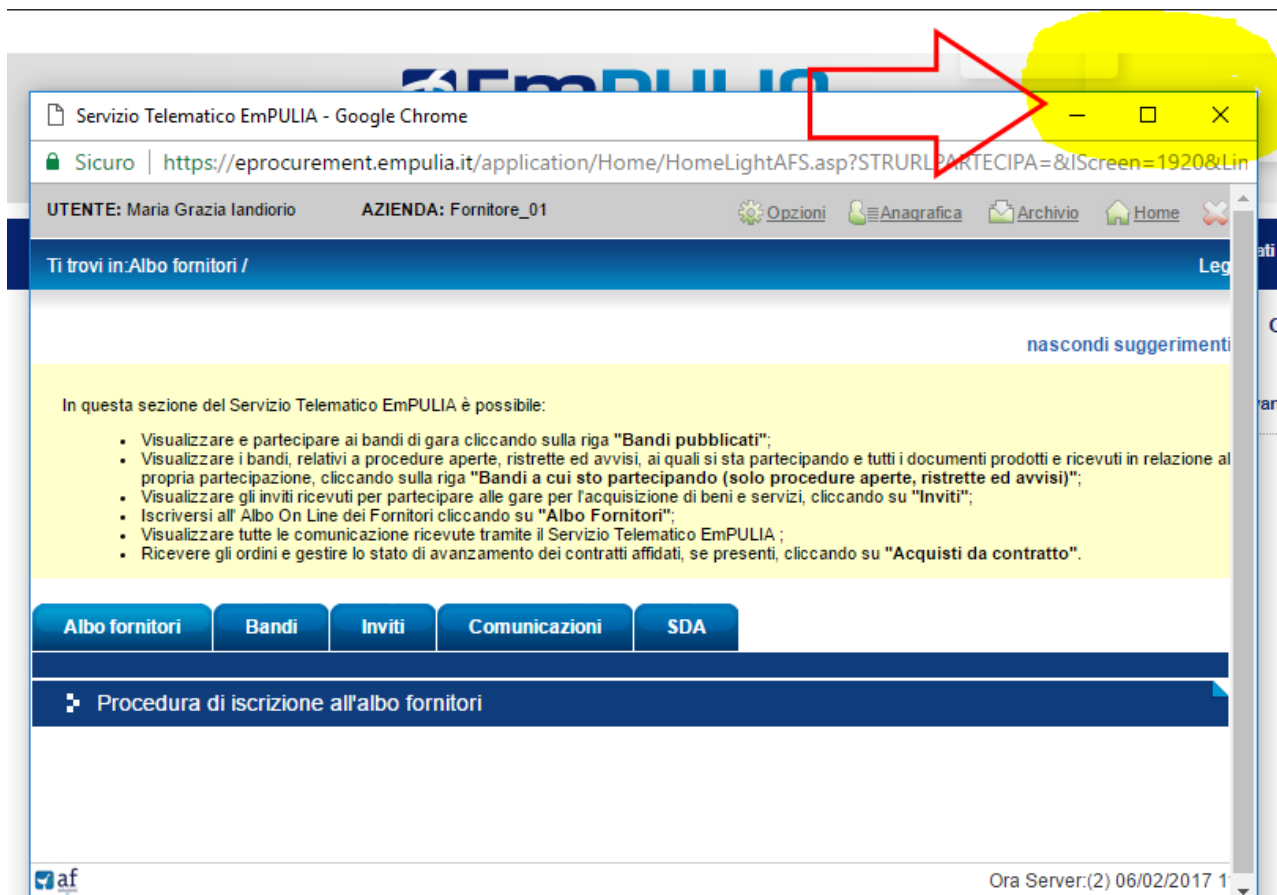 EmPULIA
Servizio Telematico EmPULIA - Google Chrome
Sicuro | https://eprocurement.empulia.it/application/Home/HomeLightAFS.asp?STRURLPARTECIPA=&lScreen=1920&Lin
UTENTE: Maria Grazia Iandiorio AZIENDA: Fornitore_01 Opzioni Anagrafica Archivio Home
Ti trovi in:Albo fornitori / Leg
ati
nascondi suggerimenti
In questa sezione del Servizio Telematico EmPULIA è possibile:
• Visualizzare e partecipare ai bandi di gara cliccando sulla riga "Bandi pubblicati";
• Visualizzare i bandi, relativi a procedure aperte, ristrette ed avvisi, ai quali si sta partecipando e tutti i documenti prodotti e ricevuti in relazione al
propria partecipazione, cliccando sulla riga "Bandi a cui sto partecipando (solo procedure aperte, ristrette ed avvisi)";
• Visualizzare gli inviti ricevuti per partecipare alle gare per l'acquisizione di beni e servizi, cliccando su "Inviti";
• Iscriversi all' Albo On Line dei Fornitori cliccando su "Albo Fornitori";
• Visualizzare tutte le comunicazione ricevute tramite il Servizio Telematico EmPULIA ;
• Ricevere gli ordini e gestire lo stato di avanzamento dei contratti affidati, se presenti, cliccando su "Acquisti da contratto".
Albo fornitori Bandi Inviti Comunicazioni SDA
Procedura di iscrizione all'albo fornitori
af Ora Server:(2) 06/02/2017 1